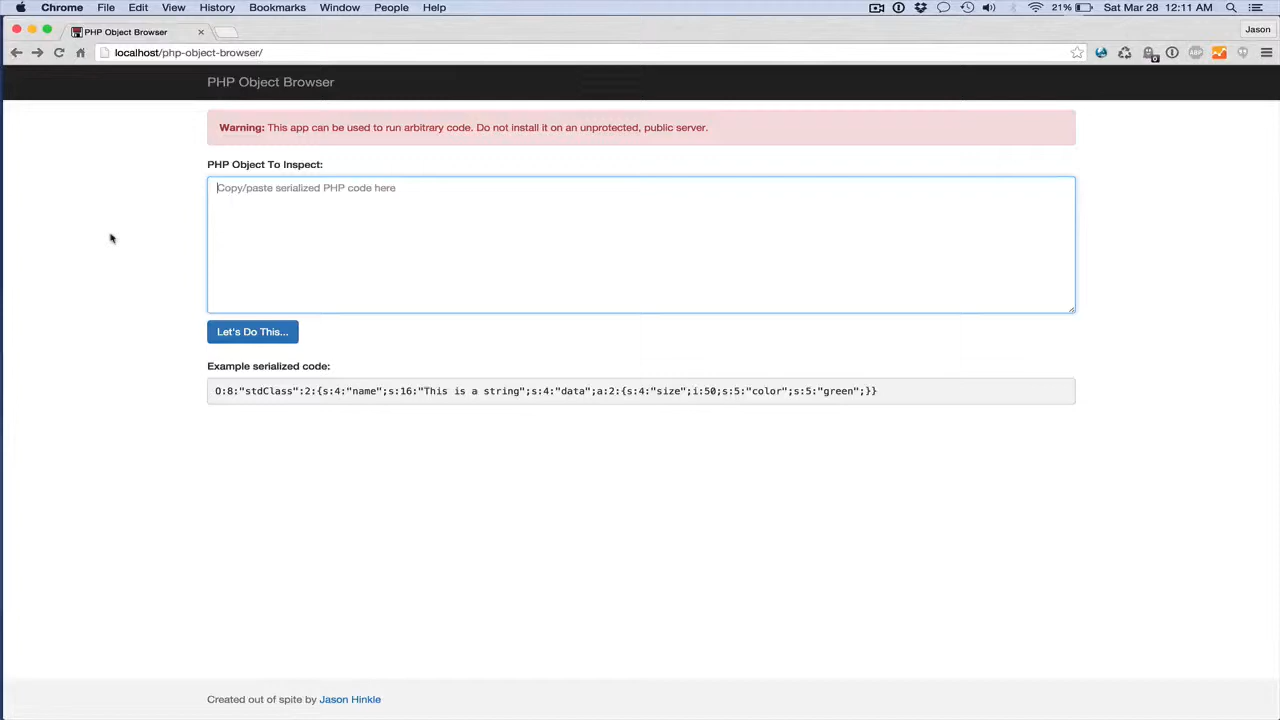 Chrome File Edit View History Bookmarks Window People Help 21% Sat Mar 28 12:11 AM
PHP Object Browser Jason
localhost/php-object-browser/ 0 ABP
PHP Object Browser
Warning: This app can be used to run arbitrary code. Do not install it on an unprotected, public server.
PHP Object To Inspect:
Copy/paste serialized PHP code here
Let's Do This...
Example serialized code:
O:8:"stdClass":2:{s:4:"name";s:16:"This is a string";s:4:"data";a:2:{s:4:"size";i:50;s:5:"color";s:5:"green";}}
Created out of spite by Jason Hinkle